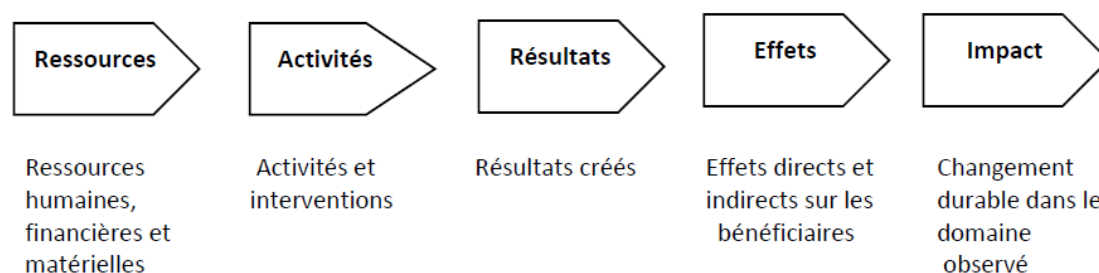 Ressources
Activités
Résultats
Effets
Impact
Ressources
humaines,
financières et
matérielles
Activités et
interventions
Résultats créés
Effets directs et
indirects sur les
bénéficiaires
Changement
durable dans le
domaine
observé